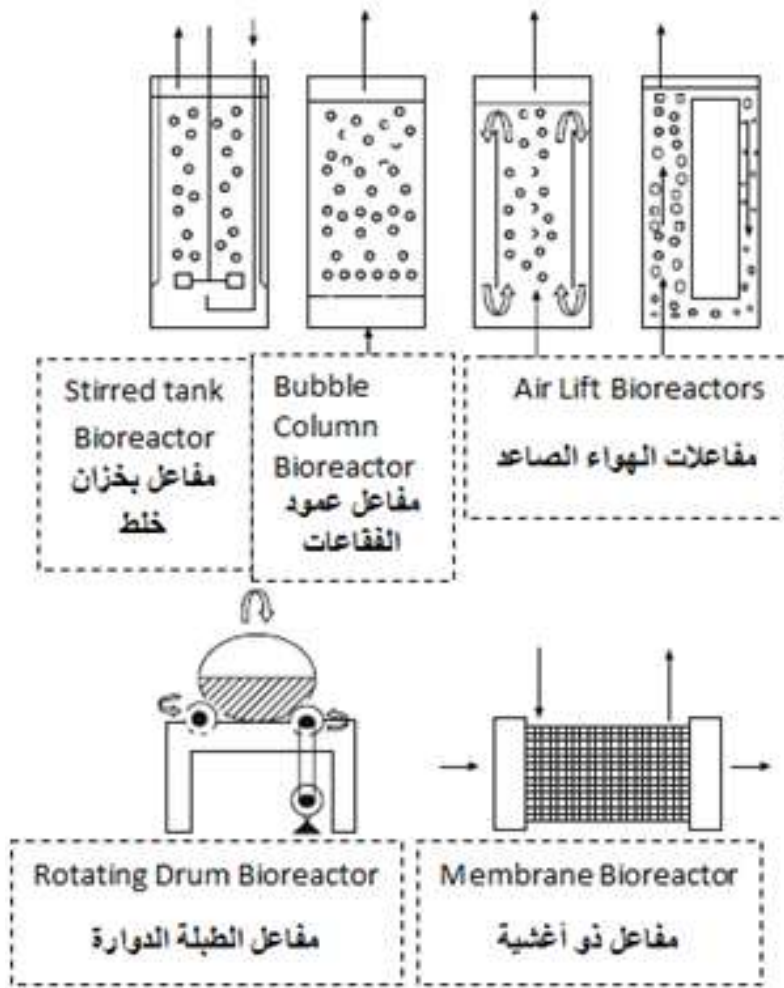 Stirred tank
Bioreactor
مفاعل بخزان
خلط
Bubble
Column
Bioreactor
مفاعل عمود
الفقاعات
Air Lift Bioreactors
مفاعلات الهواء الصاعد
Rotating Drum Bioreactor
مفاعل الطبلة الدوارة
Membrane Bioreactor
مفاعل ذو أغشية